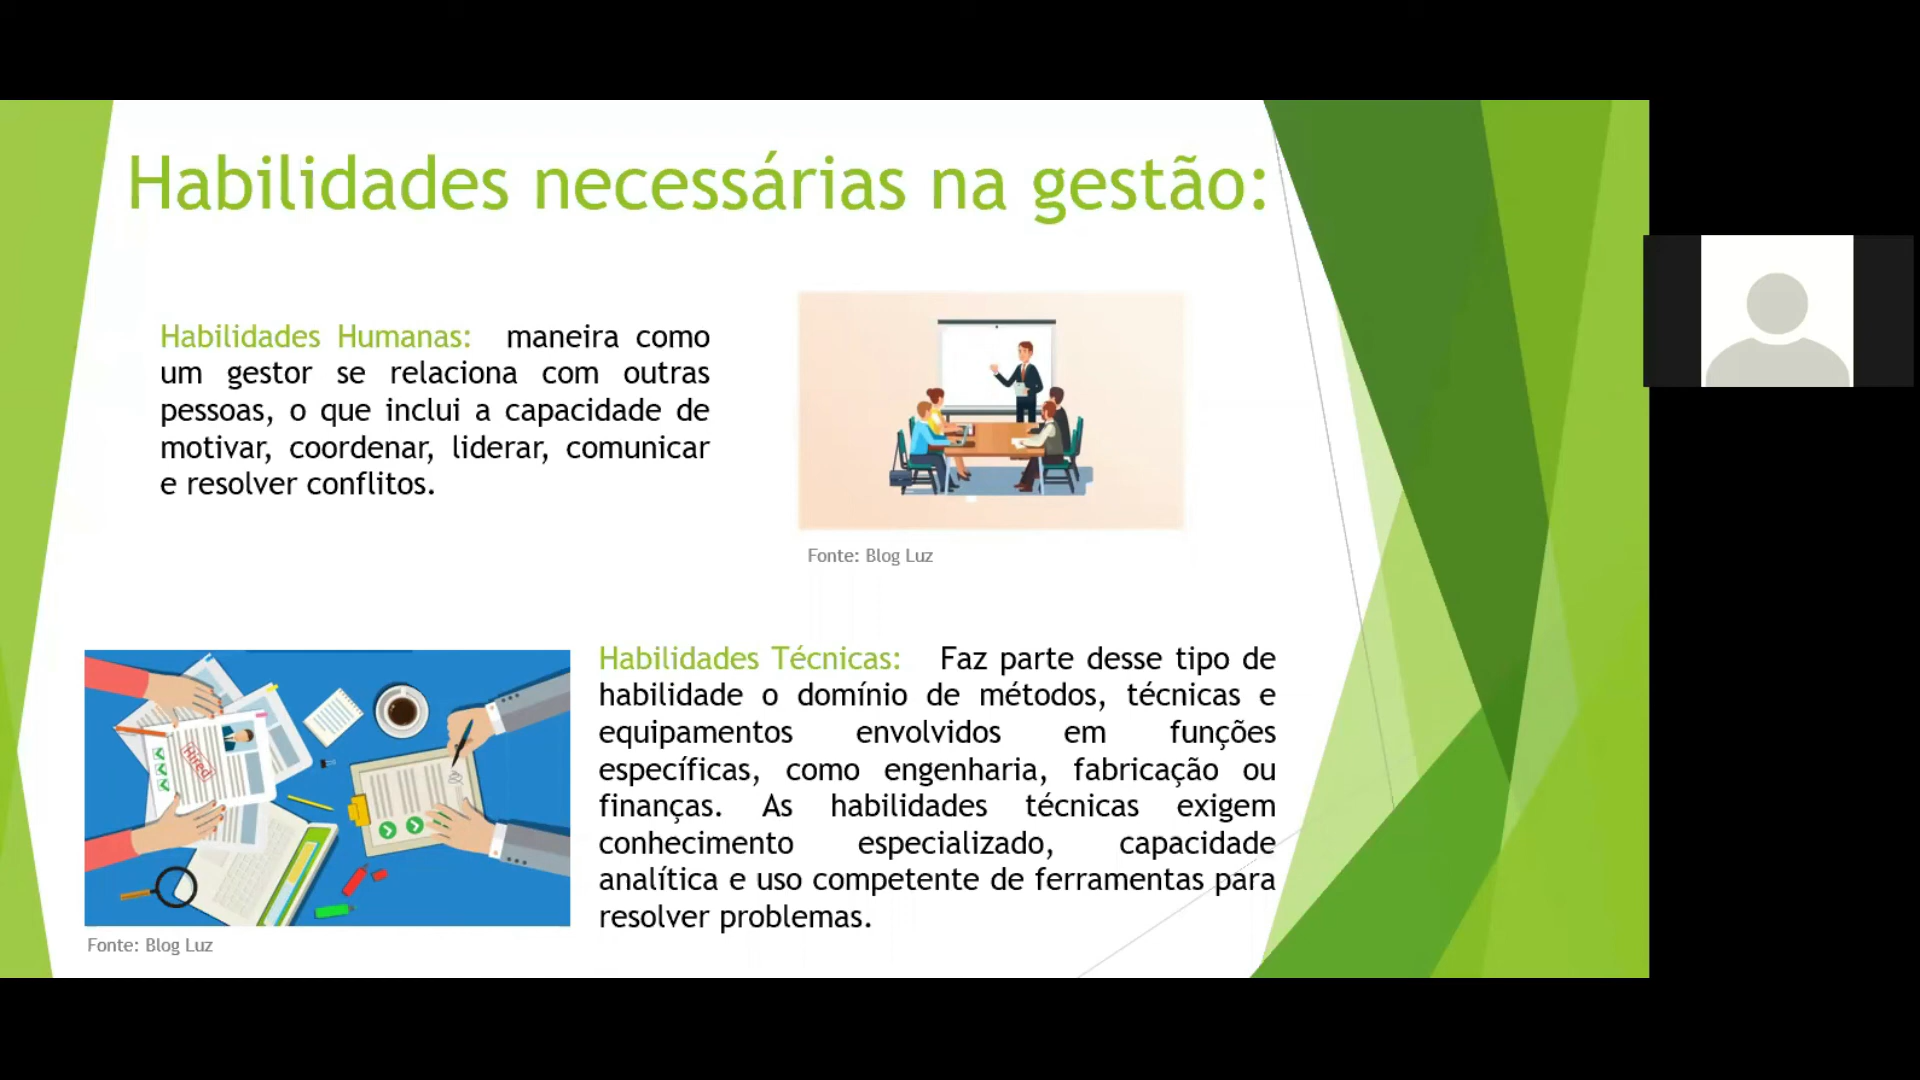 Habilidades necessárias na gestão:
Habilidades Humanas: maneira como
um gestor se relaciona com outras
pessoas, o que inclui a capacidade de
motivar, coordenar, liderar, comunicar
e resolver conflitos.
Fonte: Blog Luz
Hired
Fonte: Blog Luz
Habilidades Técnicas: Faz parte desse tipo de
habilidade o domínio de métodos, técnicas e
equipamentos envolvidos em funções
específicas, como engenharia, fabricação ou
finanças. As habilidades técnicas exigem
conhecimento especializado, capacidade
analítica e uso competente de ferramentas para
resolver problemas.